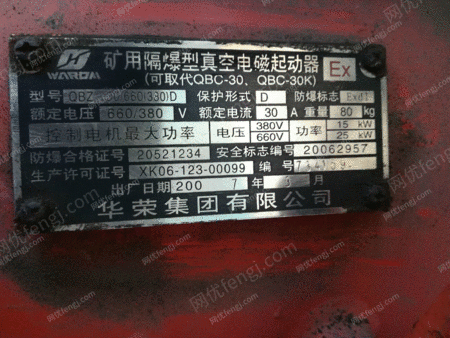 WAROM 矿用隔爆型真空电磁起动器 Ex
(可取代QBC-30, QBC-30K)
型号 660(380)D 保护形式 D 防爆标志 ExdI
额定电压 660/380 V 额定电流 30 A 重量 80 kg
控制电机最大功率 电压 380V 660V 功率 15 kW 25 kW
防爆合格证号 20521234 安全标志编号 20062957
生产许可证号 XK06-123-00099 编号
出厂日期 200 7 年 月
华荣集团有限公司
网优fengj.com